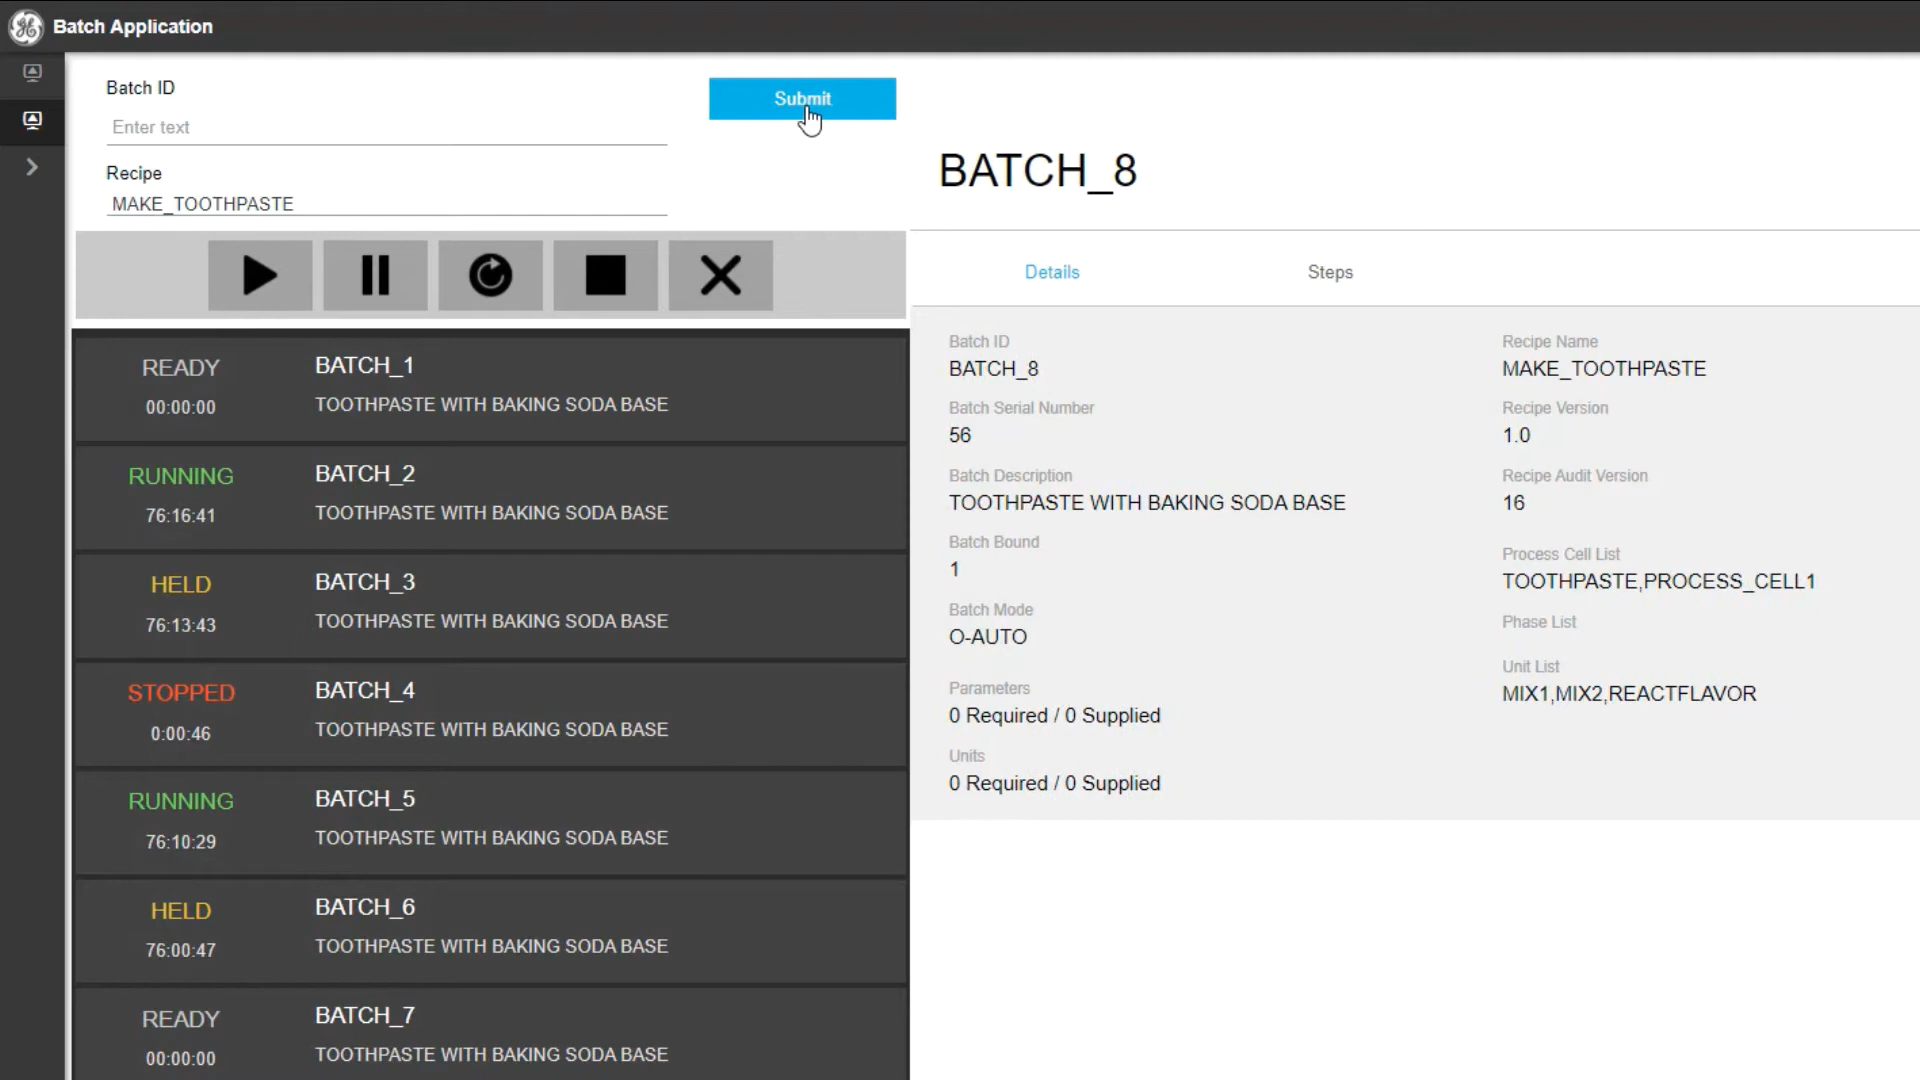 Batch Application
Batch ID
Enter text
Submit
Recipe
MAKE_TOOTHPASTE
READY
00:00:00
BATCH_1
TOOTHPASTE WITH BAKING SODA BASE
RUNNING
76:16:41
BATCH_2
TOOTHPASTE WITH BAKING SODA BASE
HELD
76:13:43
BATCH_3
TOOTHPASTE WITH BAKING SODA BASE
STOPPED
0:00:46
BATCH_4
TOOTHPASTE WITH BAKING SODA BASE
RUNNING
76:10:29
BATCH_5
TOOTHPASTE WITH BAKING SODA BASE
HELD
76:00:47
BATCH_6
TOOTHPASTE WITH BAKING SODA BASE
READY
00:00:00
BATCH_7
TOOTHPASTE WITH BAKING SODA BASE
BATCH_8
Details
Steps
Batch ID
BATCH_8
Batch Serial Number
56
Batch Description
TOOTHPASTE WITH BAKING SODA BASE
Batch Bound
1
Batch Mode
O-AUTO
Parameters
0 Required / 0 Supplied
Units
0 Required / 0 Supplied
Recipe Name
MAKE_TOOTHPASTE
Recipe Version
1.0
Recipe Audit Version
16
Process Cell List
TOOTHPASTE,PROCESS_CELL1
Phase List
Unit List
MIX1,MIX2,REACTFLAVOR